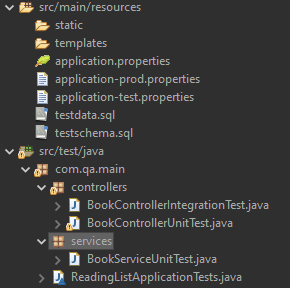 src/main/resources
static
templates
application.properties
application-prod.properties
application-test.properties
testdata.sql
testschema.sql
src/test/java
com.qa.main
controllers
BookControllerIntegrationTest.java
BookControllerUnitTest.java
services
BookServiceUnitTest.java
ReadingListApplicationTests.java